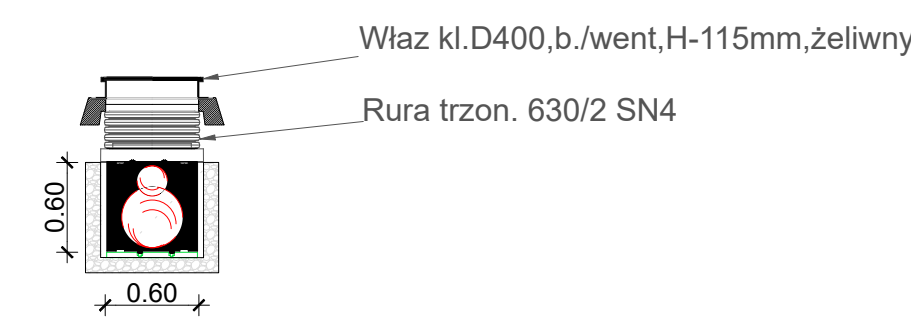 Właz kl.D400,b./went,H-115mm,żeliwny
Rura trzon. 630/2 SN4
0.60
0.60